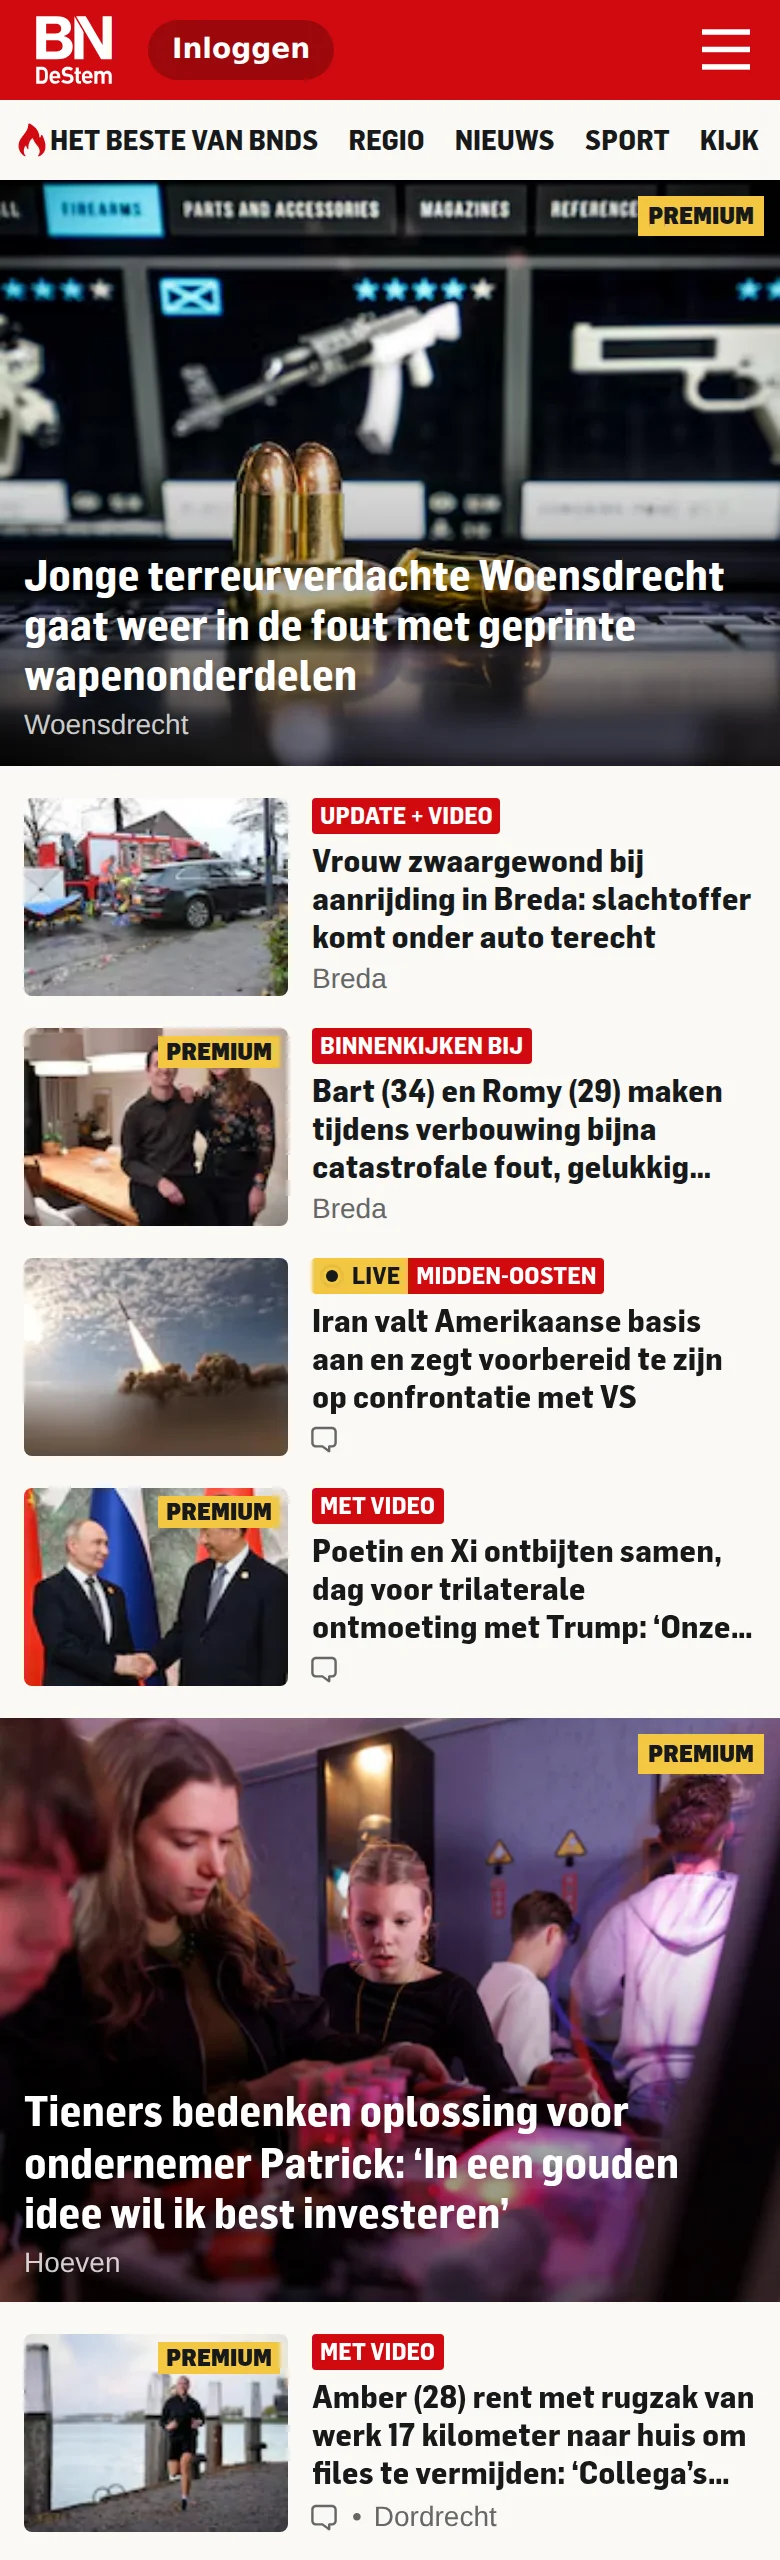 BN
DeStem
Inloggen
HET BESTE VAN BNDS REGIO NIEUWS SPORT KIJK
FIREARMS PARTS AND ACCESSORIES MAGAZINES REFERENCE
PREMIUM
Jonge terreurverdachte Woensdrecht
gaat weer in de fout met geprinte
wapenonderdelen
Woensdrecht
UPDATE + VIDEO
Vrouw zwaargewond bij
aanrijding in Breda: slachtoffer
komt onder auto terecht
Breda
PREMIUM
BINNENKIJKEN BIJ
Bart (34) en Romy (29) maken
tijdens verbouwing bijna
catastrofale fout, gelukkig...
Breda
LIVE MIDDEN-OOSTEN
Iran valt Amerikaanse basis
aan en zegt voorbereid te zijn
op confrontatie met VS
PREMIUM
MET VIDEO
Poetin en Xi ontbijten samen,
dag voor trilaterale
ontmoeting met Trump: ‘Onze...
PREMIUM
Tieners bedenken oplossing voor
ondernemer Patrick: ‘In een gouden
idee wil ik best investeren’
Hoeven
PREMIUM
MET VIDEO
Amber (28) rent met rugzak van
werk 17 kilometer naar huis om
files te vermijden: ‘Collega’s...
• Dordrecht